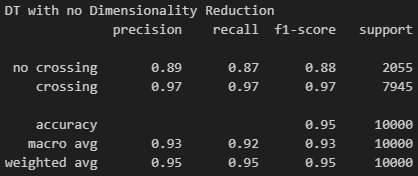 DT with no Dimensionality Reduction
precision recall f1-score support
no crossing 0.89 0.87 0.88 2055
crossing 0.97 0.97 0.97 7945
accuracy 0.95 10000
macro avg 0.93 0.92 0.93 10000
weighted avg 0.95 0.95 0.95 10000